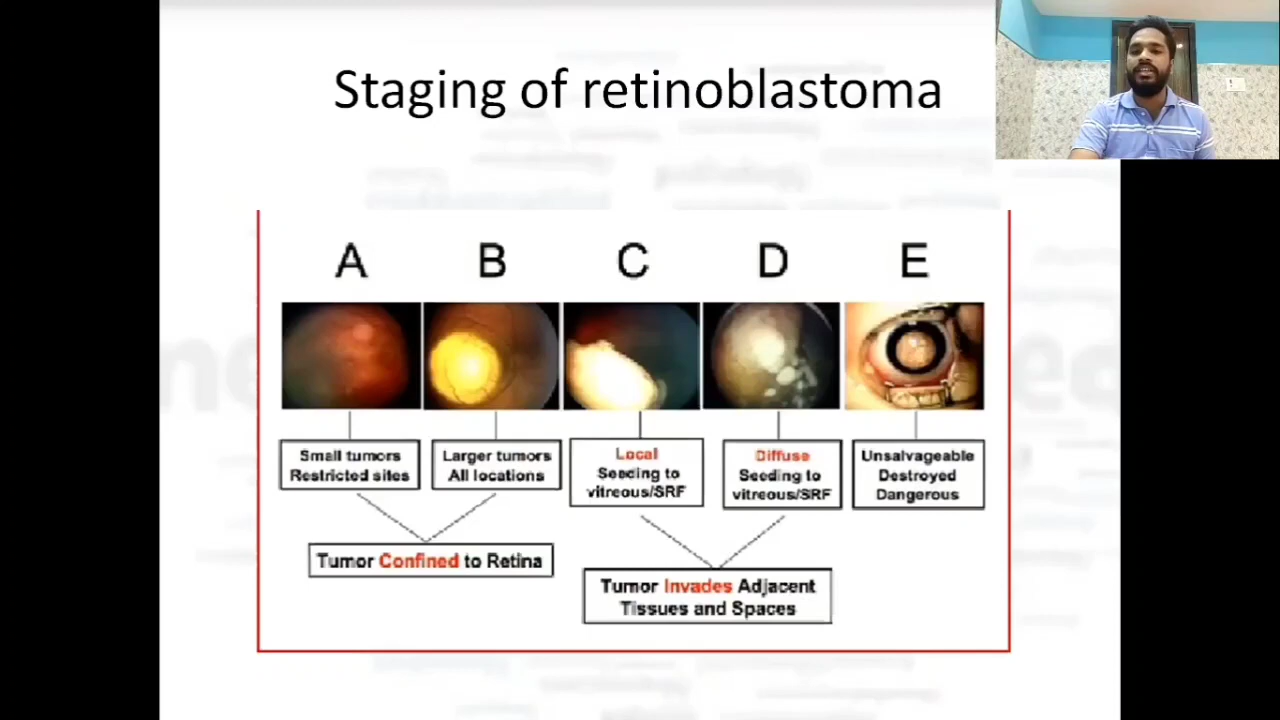 Staging of retinoblastoma
A B C D E
Small tumors
Restricted sites
Larger tumors
All locations
Local
Seeding to
vitreous/SRF
Diffuse
Seeding to
vitreous/SRF
Unsalvageable
Destroyed
Dangerous
Tumor Confined to Retina
Tumor Invades Adjacent
Tissues and Spaces